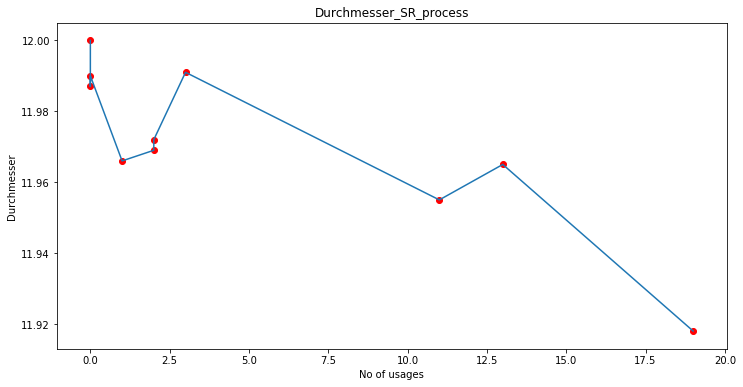 Durchmesser_SR_process
12.00
11.98
11.96
11.94
11.92
Durchmesser
0.0 2.5 5.0 7.5 10.0 12.5 15.0 17.5 20.0
No of usages